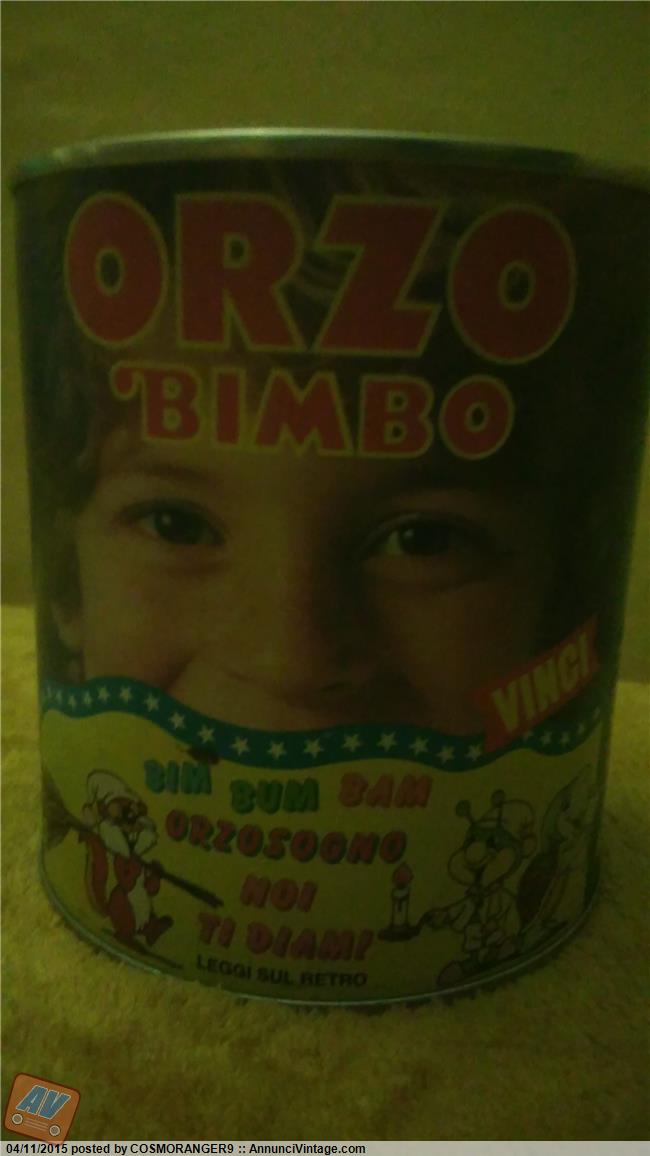 ORZO
BIMBO
VINCI
BIM BUM BAM
ORZOSOGNO
NOI
TI DIAM!
LEGGI SUL RETRO
AV
04/11/2015 posted by COSMORANGER9 :: AnnunciVintage.com